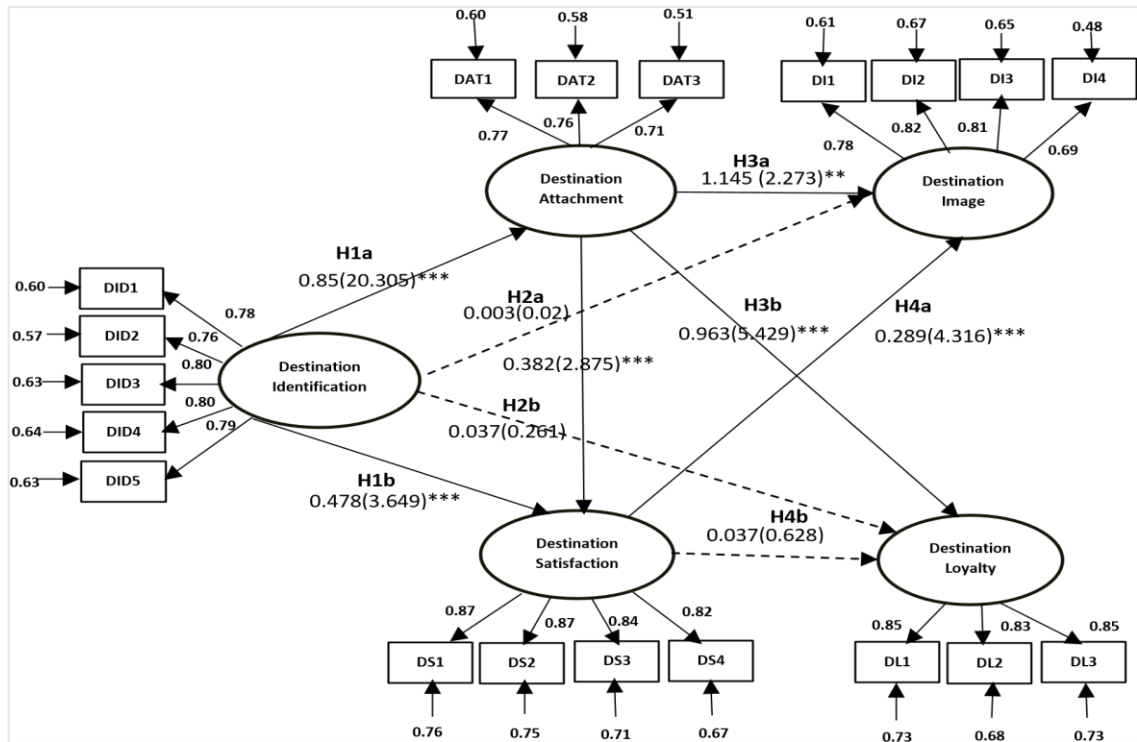 0.60
0.58
0.51
0.61
0.67
0.65
0.48
DAT1
DAT2
DAT3
DI1
DI2
DI3
DI4
0.77
0.76
0.71
0.78
0.82
0.81
0.69
Destination
Attachment
H3a
1.145 (2.273)**
Destination
Image
H1a
0.85(20.305)***
H2a
0.003(0.02)
0.382(2.875)***
H3b
0.963(5.429)***
H4a
0.289(4.316)***
0.60
DID1
0.78
0.57
DID2
0.76
0.63
DID3
0.80
0.64
DID4
0.80
0.63
DID5
0.79
Destination
Identification
H2b
0.037(0.261)
H1b
0.478(3.649)***
H4b
0.037(0.628)
Destination
Satisfaction
Destination
Loyalty
0.87
0.87
0.84
0.82
0.85
0.83
0.85
DS1
DS2
DS3
DS4
DL1
DL2
DL3
0.76
0.75
0.71
0.67
0.73
0.68
0.73